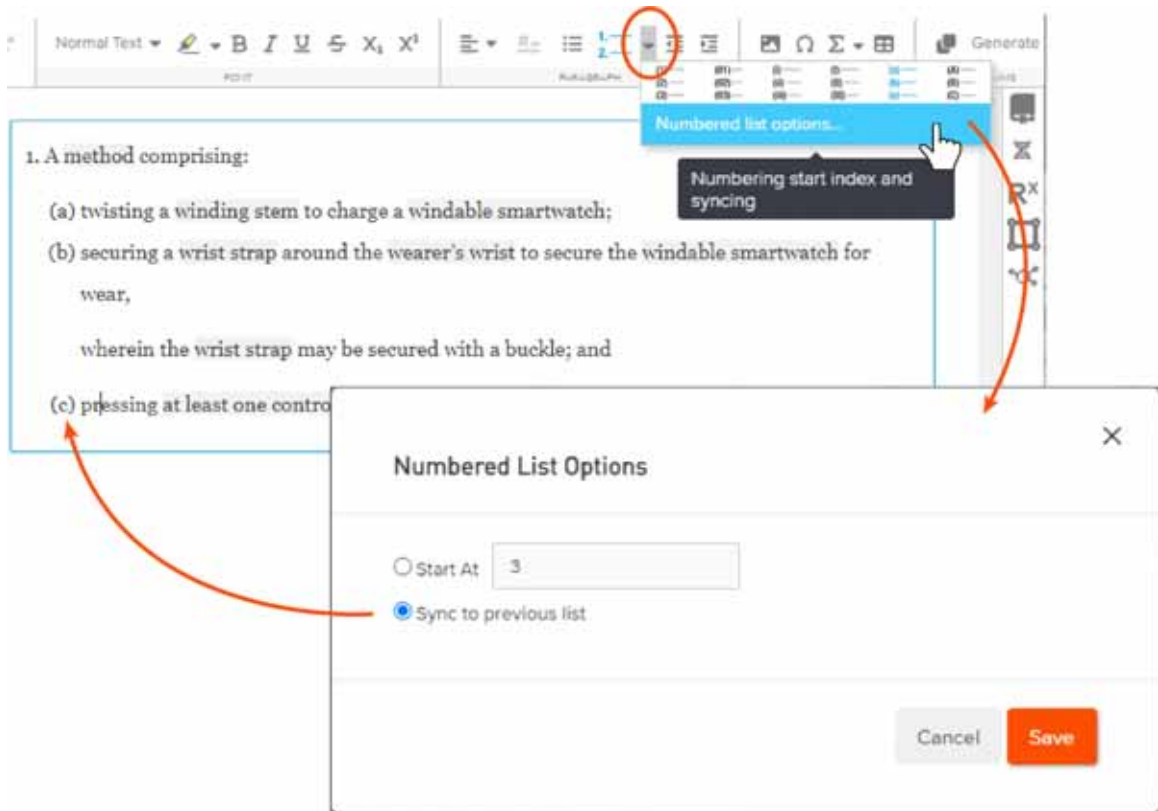 Normal Text B I U S X₁ X² Σ Generate
FONT PARAGRAPH
Numbered list options...
Numbering start index and
syncing
1. A method comprising:
(a) twisting a winding stem to charge a windable smartwatch;
(b) securing a wrist strap around the wearer's wrist to secure the windable smartwatch for
wear,
wherein the wrist strap may be secured with a buckle; and
(c) pressing at least one contro
Numbered List Options
Start At 3
Sync to previous list
Cancel Save